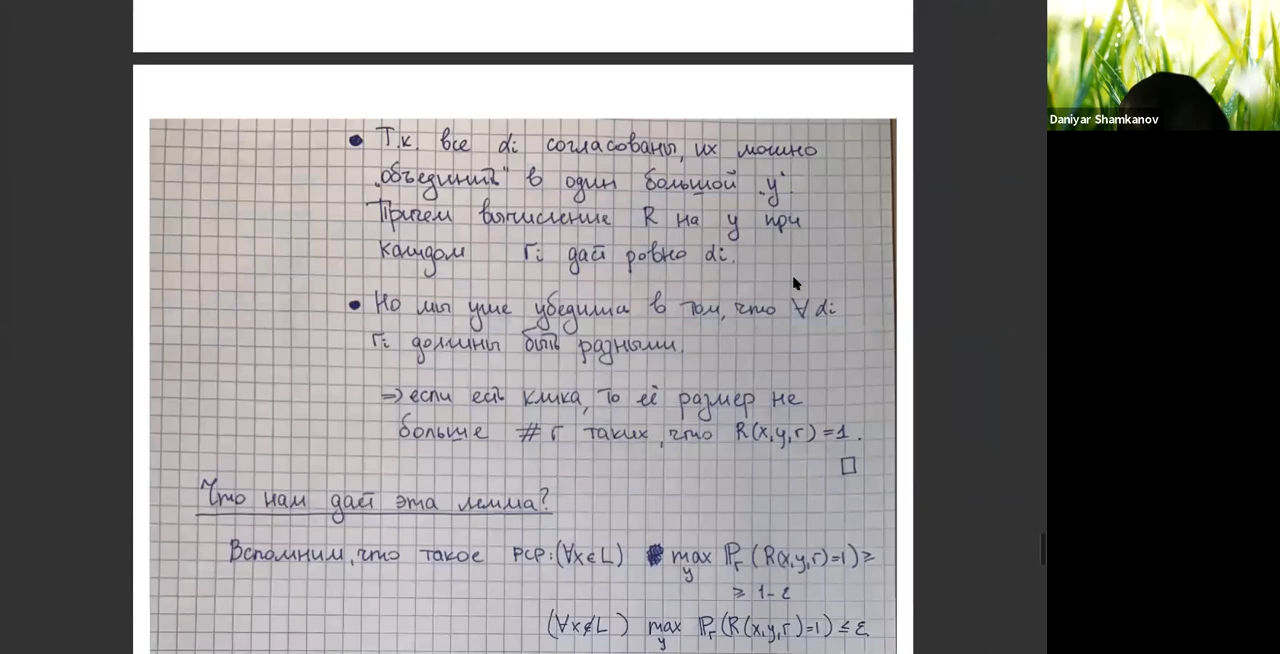 • Т.к. все di согласованы, их можно
„объединить" в один большой „y".
Причем вычисление R на y при
каждом ri даст ровно di.
• Но мы уже убедились в том, что ∀ di
ri должны быть разными.
⇒ если есть клика, то её размер не
больше # r таких, что R(x,y,r)=1.
□
Что нам даёт эта лемма?
Вспомним, что такое PCP: (∀x∈L) max Pr (R(x,y,r)=1) ≥
y
≥ 1-ε
(∀x∉L) max Pr (R(x,y,r)=1) ≤ ε
y
Daniyar Shamkanov